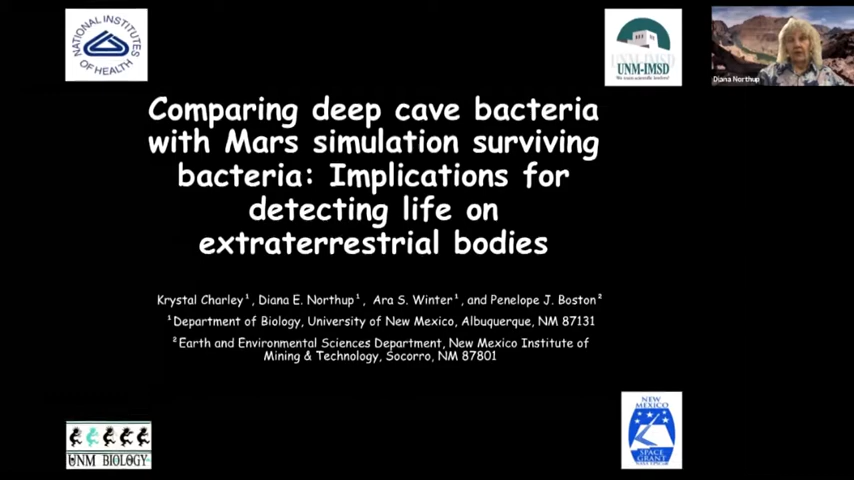 NATIONAL INSTITUTES
OF HEALTH
UNM-IMSD
Diana Northup
Comparing deep cave bacteria
with Mars simulation surviving
bacteria: Implications for
detecting life on
extraterrestrial bodies
Krystal Charley¹, Diana E. Northup¹, Ara S. Winter¹, and Penelope J. Boston²
¹Department of Biology, University of New Mexico, Albuquerque, NM 87131
²Earth and Environmental Sciences Department, New Mexico Institute of
Mining & Technology, Socorro, NM 87801
UNM BIOLOGY
NEW
MEXICO
SPACE
GRANT